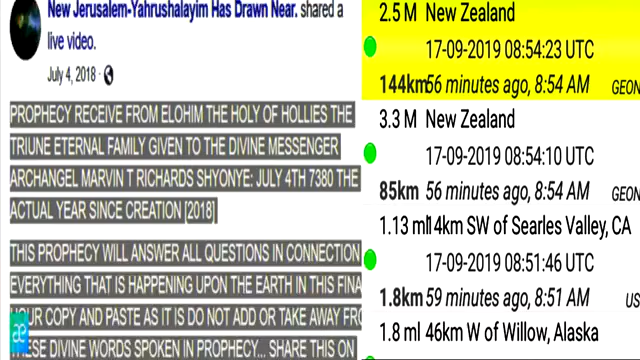 New Jerusalem-Yahrushalayim Has Drawn Near. shared a
live video.
July 4, 2018 ·
PROPHECY RECEIVE FROM ELOHIM THE HOLY OF HOLLIES THE
TRIUNE ETERNAL FAMILY GIVEN TO THE DIVINE MESSENGER
ARCHANGEL MARVIN T RICHARDS SHYONYE: JULY 4TH 7380 THE
ACTUAL YEAR SINCE CREATION [2018]
THIS PROPHECY WILL ANSWER ALL QUESTIONS IN CONNECTION
EVERYTHING THAT IS HAPPENING UPON THE EARTH IN THIS FINA
HOUR COPY AND PASTE AS IT IS DO NOT ADD OR TAKE AWAY FRO
THESE DIVINE WORDS SPOKEN IN PROPHECY... SHARE THIS ON
æ
2.5 M New Zealand
17-09-2019 08:54:23 UTC
144km 56 minutes ago, 8:54 AM GEON
3.3 M New Zealand
17-09-2019 08:54:10 UTC
85km 56 minutes ago, 8:54 AM GEON
1.13 ml 14km SW of Searles Valley, CA
17-09-2019 08:51:46 UTC
1.8km 59 minutes ago, 8:51 AM US
1.8 ml 46km W of Willow, Alaska